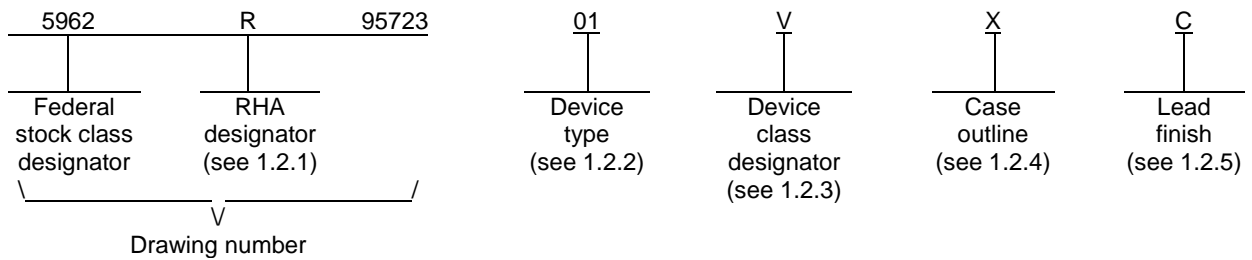 5962 R 95723 01 V X C
Federal stock class designator
RHA designator (see 1.2.1)
Device type (see 1.2.2)
Device class designator (see 1.2.3)
Case outline (see 1.2.4)
Lead finish (see 1.2.5)
Drawing number